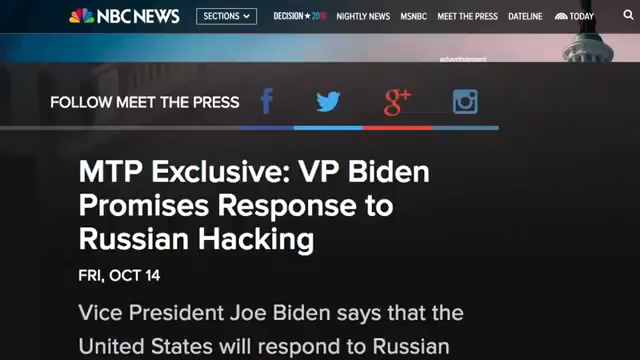 NBC NEWS SECTIONS DECISION★2016 NIGHTLY NEWS MSNBC MEET THE PRESS DATELINE TODAY
advertisement
FOLLOW MEET THE PRESS f g+
MTP Exclusive: VP Biden
Promises Response to
Russian Hacking
FRI, OCT 14
Vice President Joe Biden says that the
United States will respond to Russian